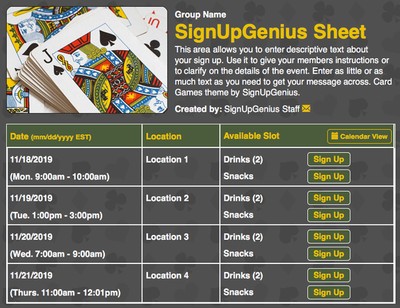 Group Name
SignUpGenius Sheet
This area allows you to enter descriptive text about
your sign up. Use it to give your members instructions or
to clarify on the details of the event. Enter as little or as
much text as you need to get your message across. Card
Games theme by SignUpGenius.
Created by: SignUpGenius Staff
Date (mm/dd/yyyy EST) Location Available Slot Calendar View
11/18/2019 Location 1 Drinks (2) Sign Up
(Mon. 9:00am - 10:00am) Snacks Sign Up
11/19/2019 Location 2 Drinks (2) Sign Up
(Tue. 1:00pm - 3:00pm) Snacks Sign Up
11/20/2019 Location 3 Drinks (2) Sign Up
(Wed. 7:00am - 9:00am) Snacks Sign Up
11/21/2019 Location 4 Drinks (2) Sign Up
(Thurs. 11:00am - 12:01pm) Snacks Sign Up